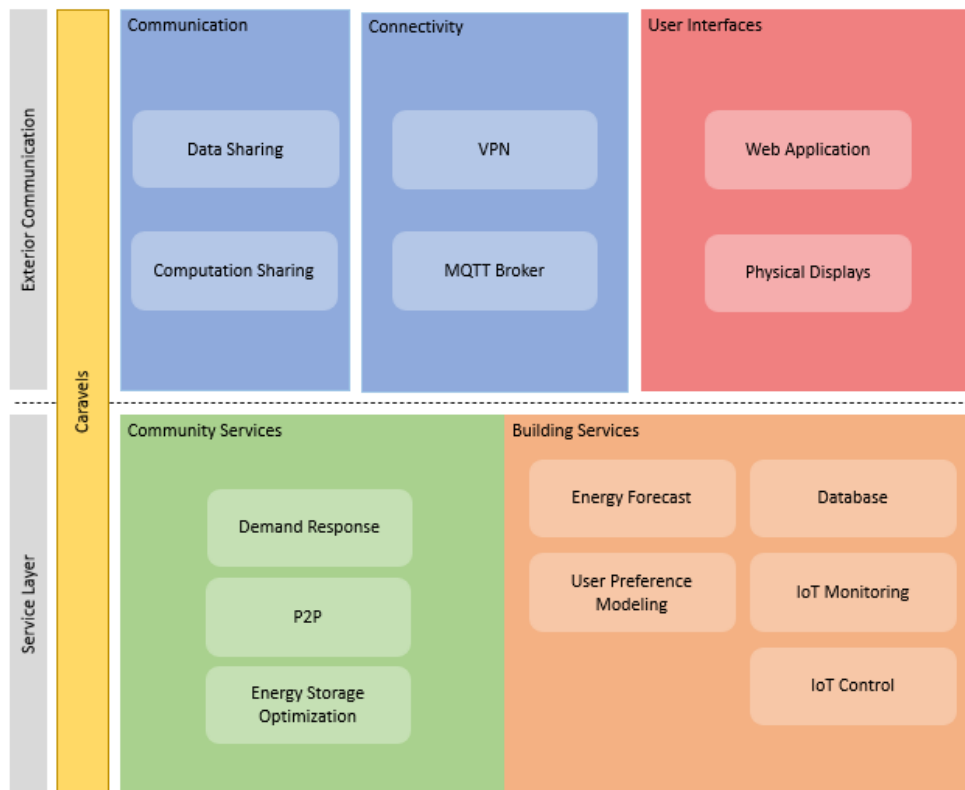 Exterior Communication
Caravels
Communication
Data Sharing
Computation Sharing
Connectivity
VPN
MQTT Broker
User Interfaces
Web Application
Physical Displays
Service Layer
Community Services
Demand Response
P2P
Energy Storage
Optimization
Building Services
Energy Forecast
User Preference
Modeling
Database
IoT Monitoring
IoT Control